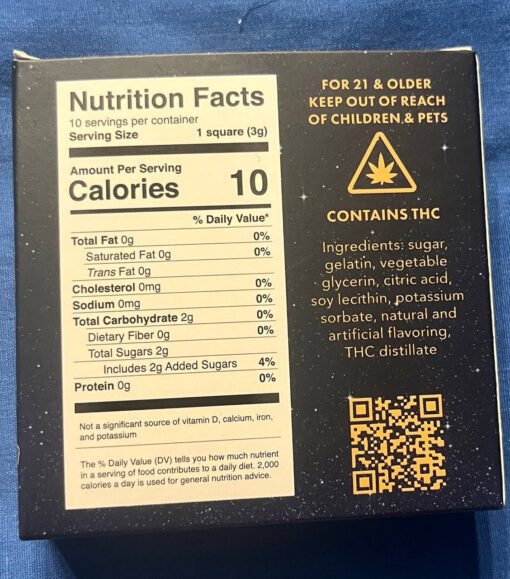 Nutrition Facts
10 servings per container
Serving Size 1 square (3g)
Amount Per Serving
Calories 10
% Daily Value*
Total Fat 0g 0%
Saturated Fat 0g 0%
Trans Fat 0g
Cholesterol 0mg 0%
Sodium 0mg 0%
Total Carbohydrate 2g 0%
Dietary Fiber 0g 0%
Total Sugars 2g
Includes 2g Added Sugars 4%
Protein 0g 0%
Not a significant source of vitamin D, calcium, iron,
and potassium
The % Daily Value (DV) tells you how much nutrient
in a serving of food contributes to a daily diet. 2,000
calories a day is used for general nutrition advice.
FOR 21 & OLDER
KEEP OUT OF REACH
OF CHILDREN & PETS
CONTAINS THC
Ingredients: sugar,
gelatin, vegetable
glycerin, citric acid,
soy lecithin, potassium
sorbate, natural and
artificial flavoring,
THC distillate